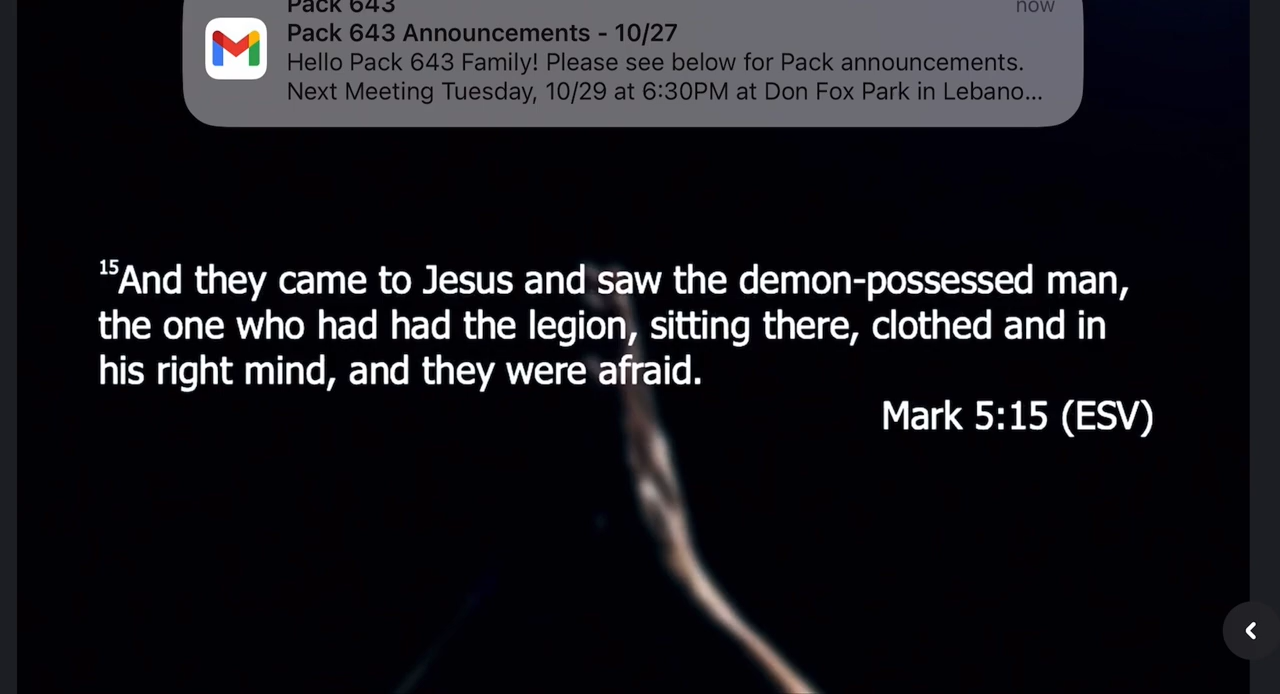 Pack 643
now
Pack 643 Announcements - 10/27
Hello Pack 643 Family! Please see below for Pack announcements.
Next Meeting Tuesday, 10/29 at 6:30PM at Don Fox Park in Lebano...
15And they came to Jesus and saw the demon-possessed man,
the one who had had the legion, sitting there, clothed and in
his right mind, and they were afraid.
Mark 5:15 (ESV)